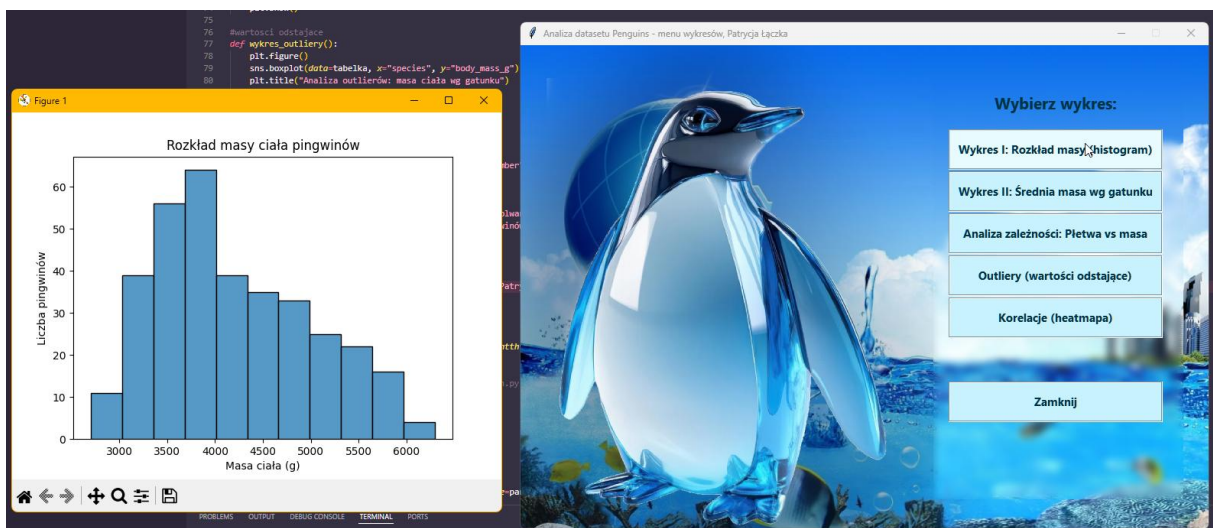 75
76 #wartosci odstajace
77 def wykres_outliery():
78 plt.figure()
79 sns.boxplot(data=tabelka, x="species", y="body_mass_g")
80 plt.title("Analiza outlierów: masa ciała wg gatunku")
Figure 1
Rozkład masy ciała pingwinów
Liczba pingwinów
60
50
40
30
20
10
0
3000 3500 4000 4500 5000 5500 6000
Masa ciała (g)
PROBLEMS OUTPUT DEBUG CONSOLE TERMINAL PORTS
Analiza datasetu Penguins - menu wykresów, Patrycja Łączka
Wybierz wykres:
Wykres I: Rozkład masy (histogram)
Wykres II: Średnia masa wg gatunku
Analiza zależności: Płetwa vs masa
Outliery (wartości odstające)
Korelacje (heatmapa)
Zamknij